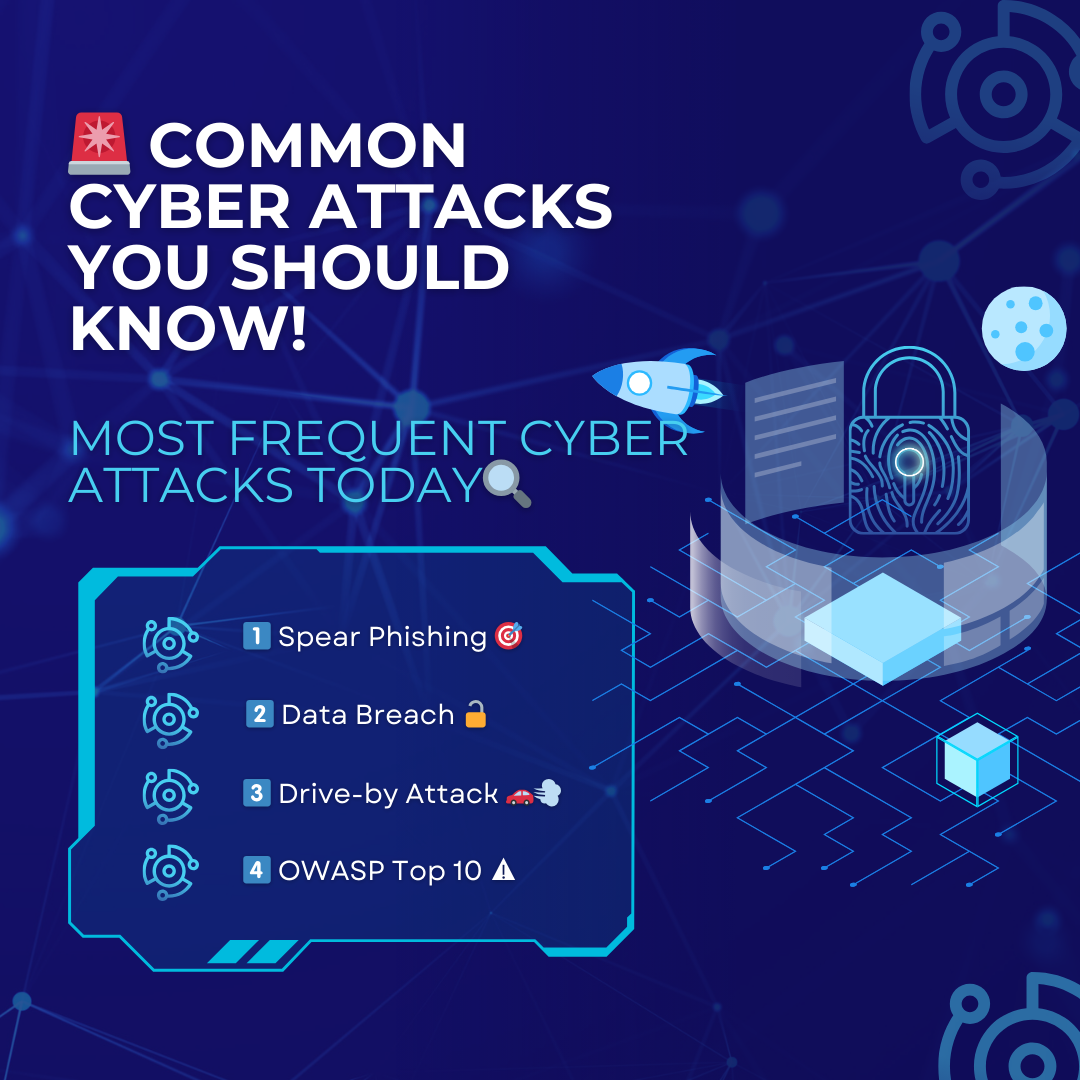 🚨 COMMON
CYBER ATTACKS
YOU SHOULD
KNOW!
MOST FREQUENT CYBER
ATTACKS TODAY🔍
1️⃣ Spear Phishing 🎯
2️⃣ Data Breach 🔓
3️⃣ Drive-by Attack 🚗💨
4️⃣ OWASP Top 10 ⚠